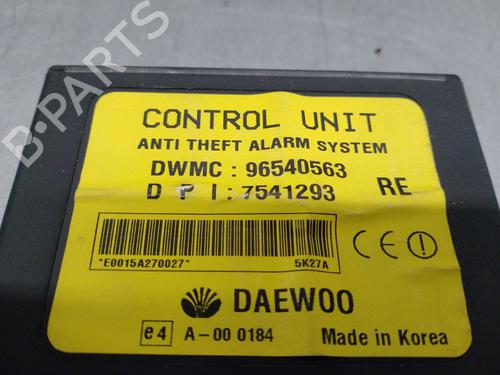 B-PARTS
CONTROL UNIT
ANTI THEFT ALARM SYSTEM
DWMC : 96540563
D P I : 7541293 RE
"E0015A270027" 5K27A
CE
DAEWOO
e4 A-00 0184 Made in Korea